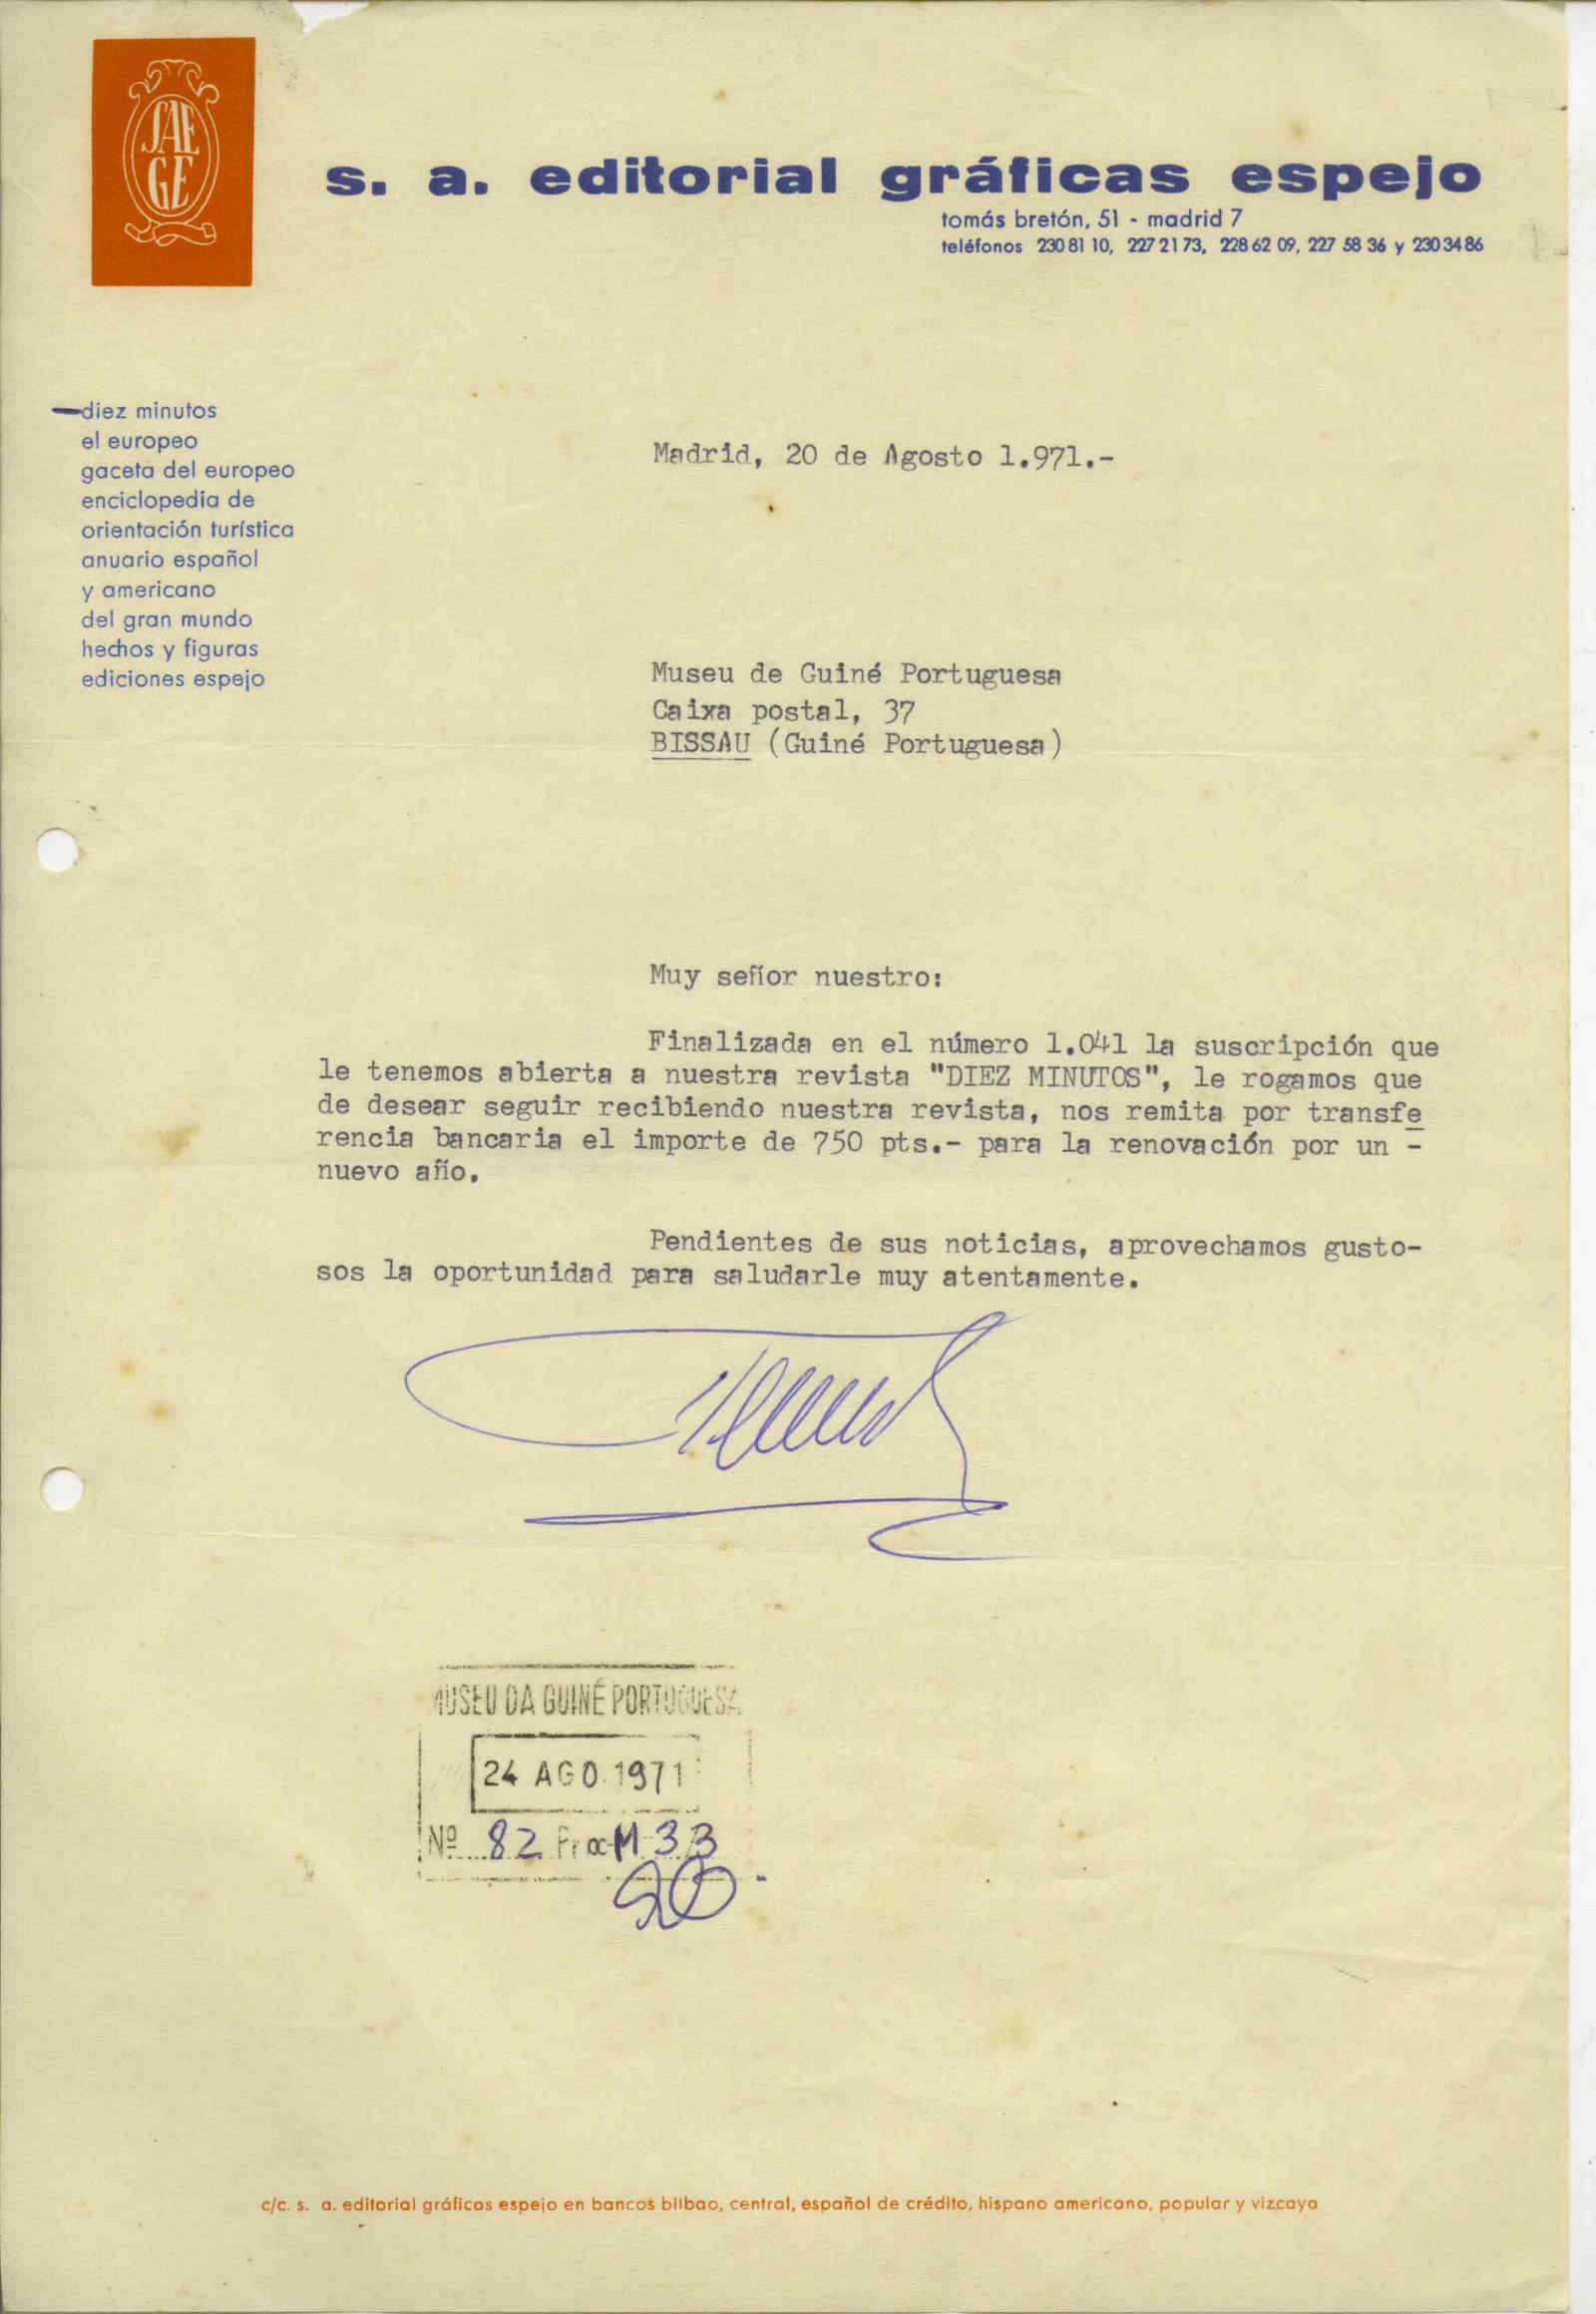 SAE
GE
s. a. editorial gráficas espejo
tomás bretón, 51 - madrid 7
teléfonos 230 81 10, 227 21 73, 228 62 09, 227 58 36 y 230 34 86
diez minutos
el europeo
gaceta del europeo
enciclopedia de
orientación turística
anuario español
y americano
del gran mundo
hechos y figuras
ediciones espejo
Madrid, 20 de Agosto 1.971.-
Museu de Guiné Portuguesa
Caixa postal, 37
BISSAU (Guiné Portuguesa)
Muy señor nuestro:
Finalizada en el número 1.041 la suscripción que
le tenemos abierta a nuestra revista "DIEZ MINUTOS", le rogamos que
de desear seguir recibiendo nuestra revista, nos remita por transfe
rencia bancaria el importe de 750 pts.- para la renovación por un -
nuevo año.
Pendientes de sus noticias, aprovechamos gusto-
sos la oportunidad para saludarle muy atentamente.
MUSEU DA GUINÉ PORTUGUESA
24 AGO. 1971
Nº 82 Proc M 33
c/c. s. a. editorial gráficas espejo en bancos bilbao, central, español de crédito, hispano americano, popular y vizcaya